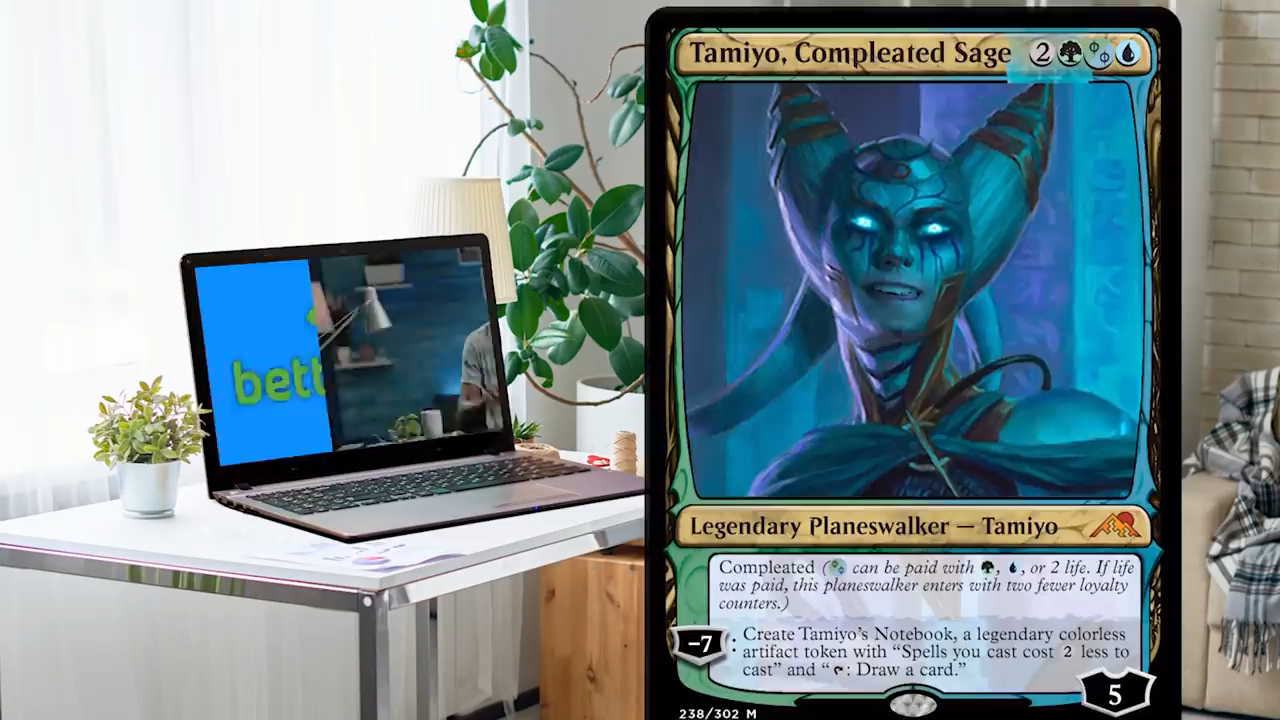 bett
Tamiyo, Compleated Sage 2
Legendary Planeswalker — Tamiyo
Compleated ( can be paid with , , or 2 life. If life
was paid, this planeswalker enters with two fewer loyalty
counters.)
−7 : Create Tamiyo's Notebook, a legendary colorless
artifact token with “Spells you cast cost 2 less to
cast” and “ : Draw a card.”
5
238/302 M